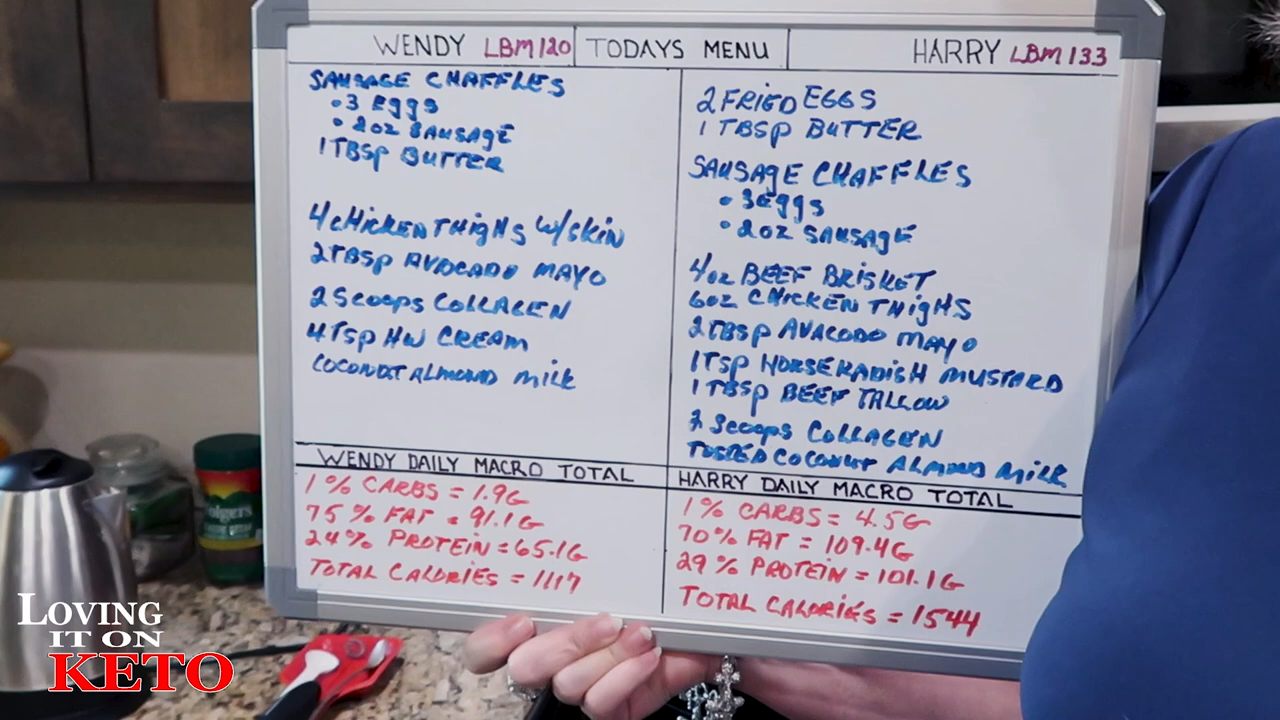 WENDY LBM 120 TODAYS MENU HARRY LBM 133
SAUSAGE CHAFFLES
• 3 EggS
• 2oz SAUSAGE
1 TBSP BUTTER
4 CHICKEN THIGHS W/SKIN
2 TBSP AVOCADO MAYO
2 Scoops COLLAGEN
4 TSP HW CREAM
COCONUT ALMOND MILK
2 FRIED EGGS
1 TBSP BUTTER
SAUSAGE CHAFFLES
• 3 EggS
• 2oz SAUSAGE
4oz BEEF BRISKET
6oz CHICKEN THIGHS
2 TBSP AVACODO MAYO
1 TSP HORSERADISH MUSTARD
1 TBSP BEEF TALLOW
2 Scoops COLLAGEN
COCONUT ALMOND MILK
WENDY DAILY MACRO TOTAL
1% CARBS = 1.9G
75% FAT = 91.1G
24% PROTEIN = 65.1G
TOTAL CALORIES = 1117
HARRY DAILY MACRO TOTAL
1% CARBS = 4.5G
70% FAT = 109.4G
29% PROTEIN = 101.1G
TOTAL CALORIES = 1544
LOVING
IT ON
KETO